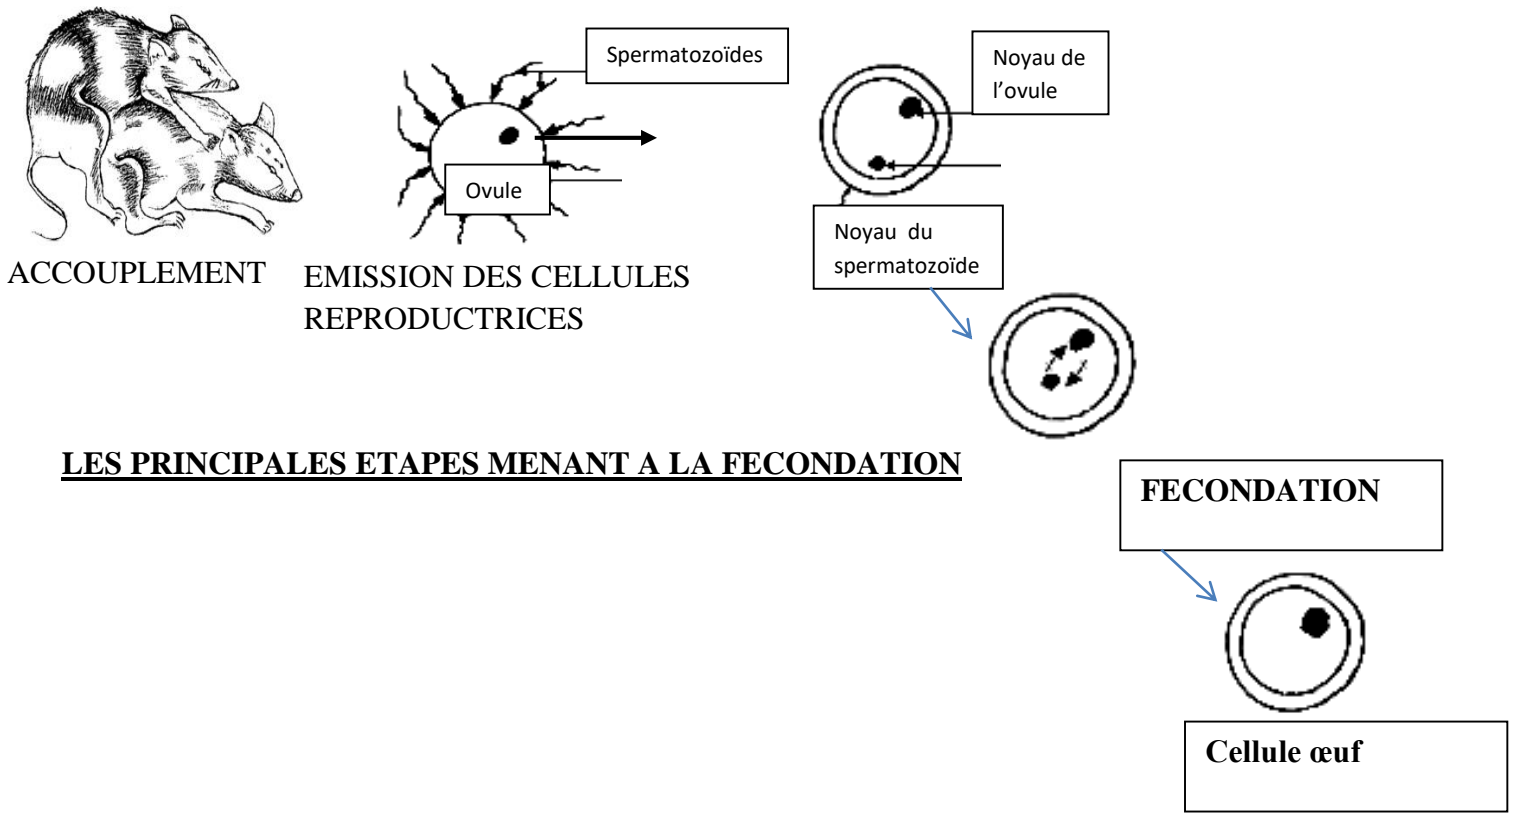 Spermatozoïdes
Noyau de
l’ovule
Ovule
Noyau du
spermatozoïde
ACCOUPLEMENT
EMISSION DES CELLULES
REPRODUCTRICES
LES PRINCIPALES ETAPES MENANT A LA FECONDATION
FECONDATION
Cellule œuf